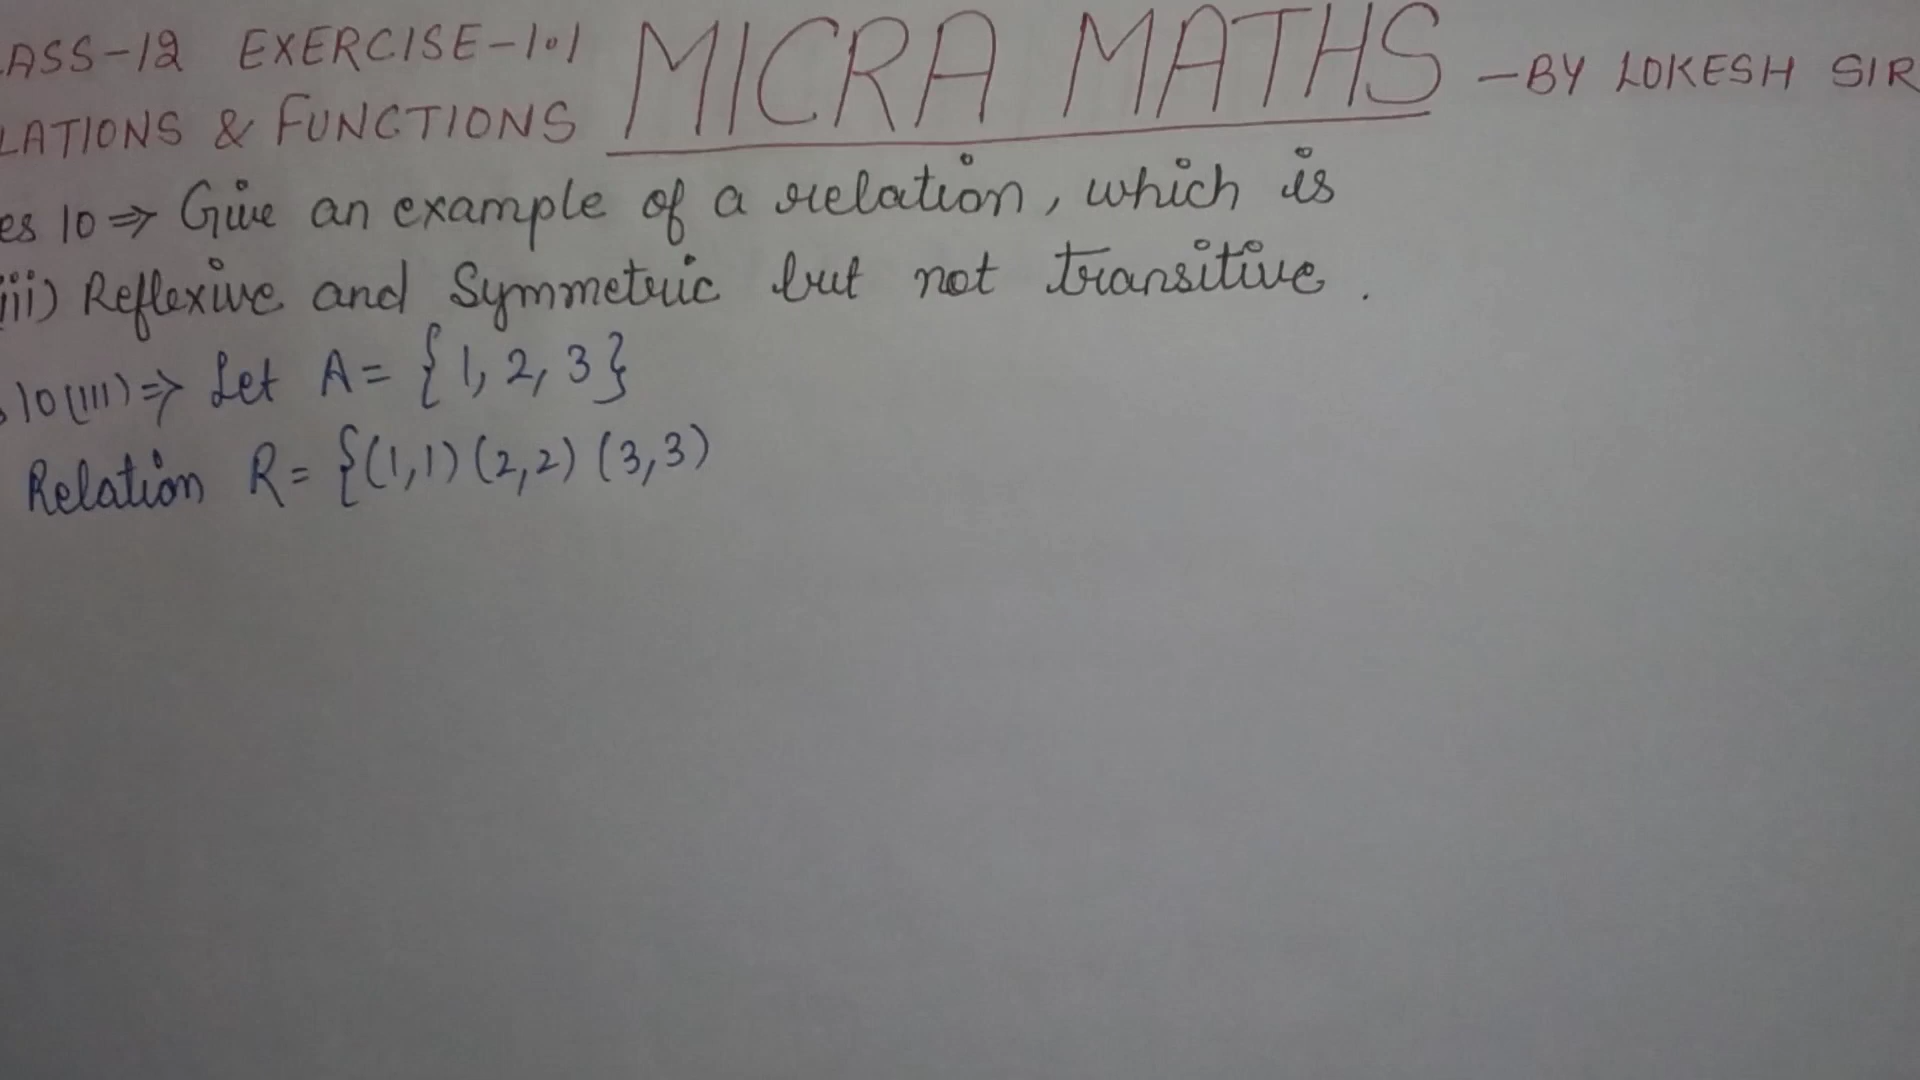 ASS-12 EXERCISE-1.1 MICRA MATHS -BY LOKESH SIR
LATIONS & FUNCTIONS
es 10 ⇒ Give an example of a relation, which is
iii) Reflexive and Symmetric but not transitive.
10(III) ⇒ Let A = {1, 2, 3}
Relation R = {(1,1) (2,2) (3,3)